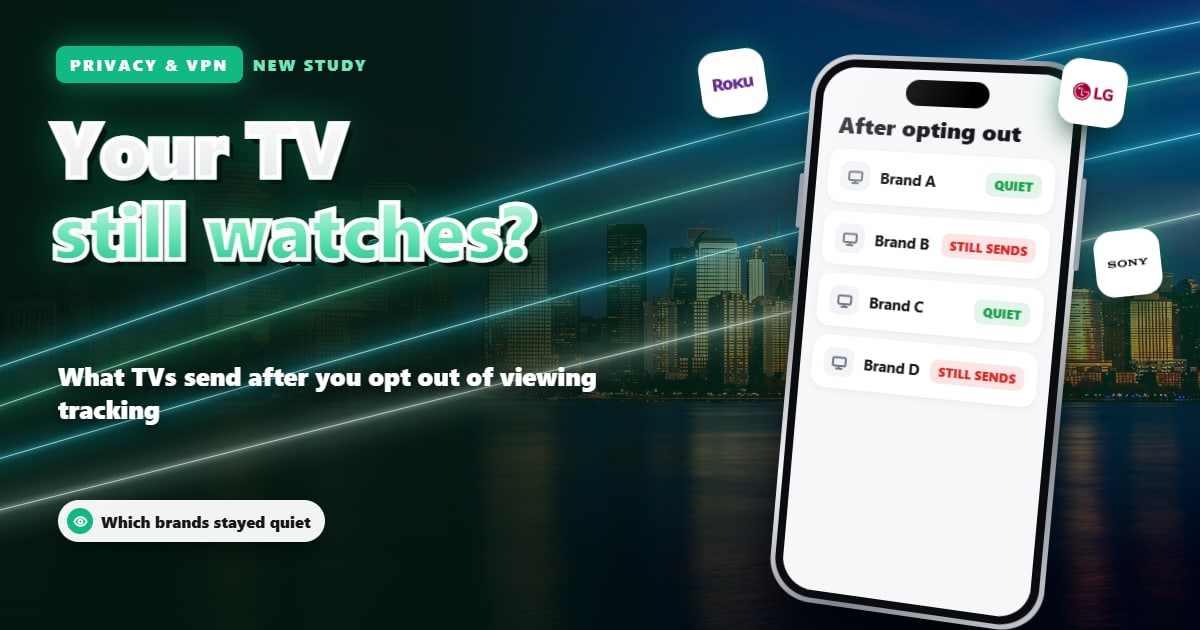 PRIVACY & VPN NEW STUDY
Your TV
still watches?
What TVs send after you opt out of viewing
tracking
Which brands stayed quiet
Roku
LG
SONY
After opting out
Brand A QUIET
Brand B STILL SENDS
Brand C QUIET
Brand D STILL SENDS